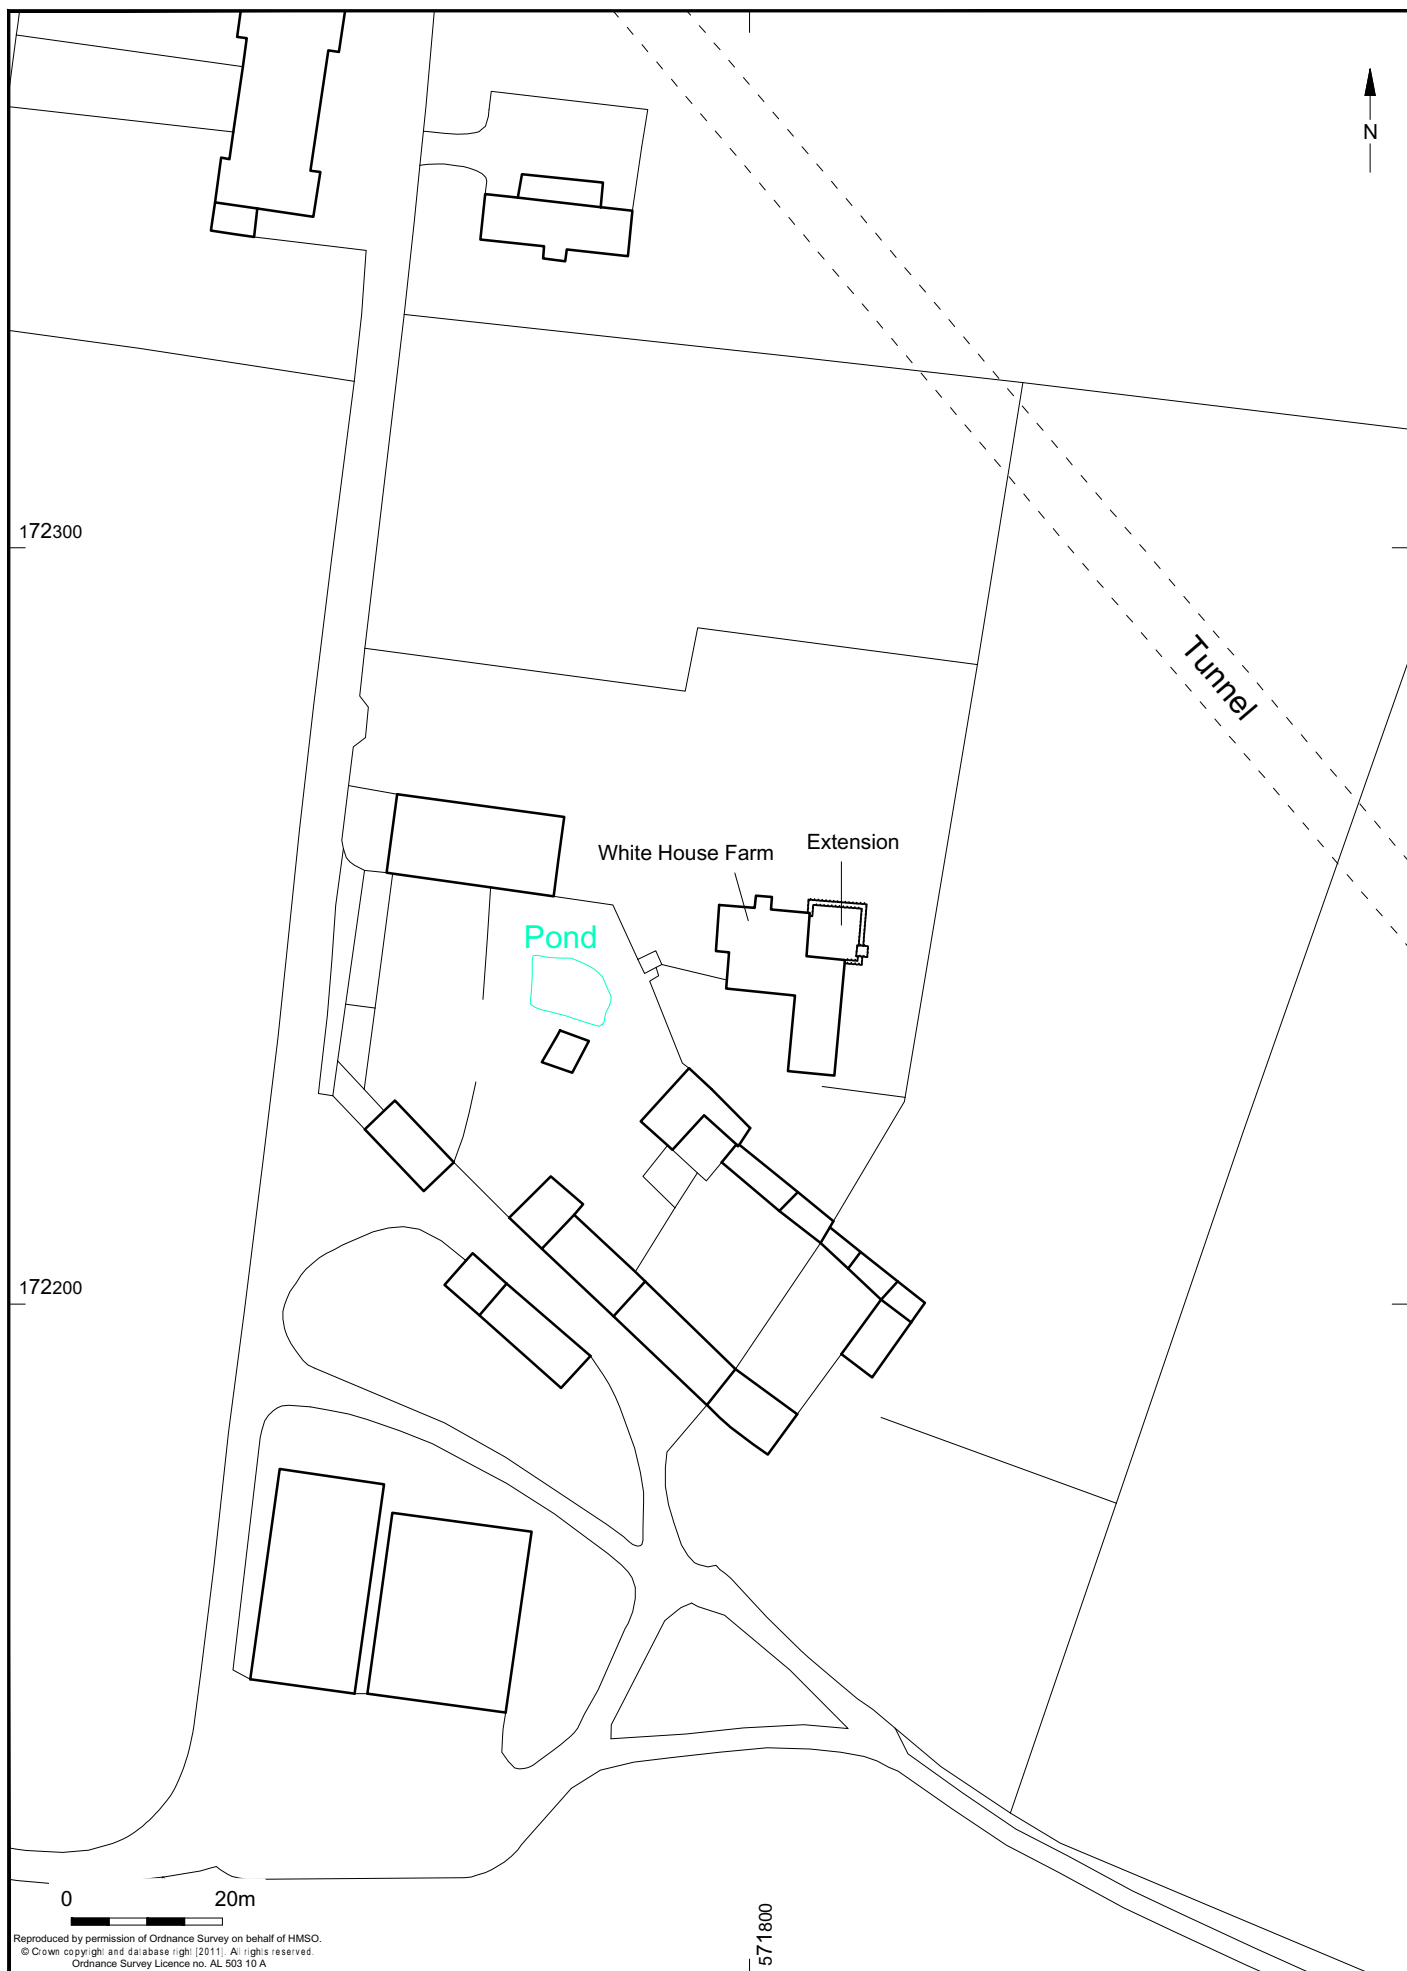 N
172300
Tunnel
White House Farm
Extension
Pond
172200
0 20m
571800
Reproduced by permission of Ordnance Survey on behalf of HMSO.
© Crown copyright and database right [2011]. All rights reserved.
Ordnance Survey Licence no. AL 503 10 A